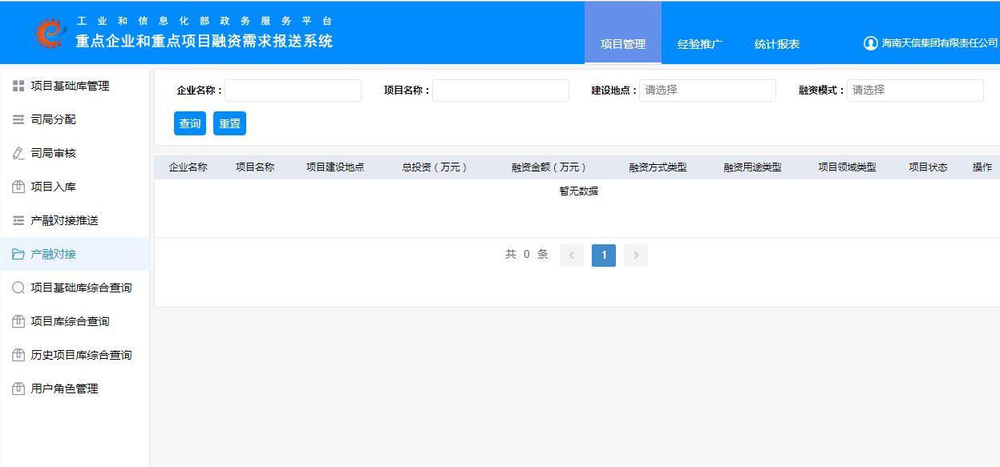 工业和信息化部政务服务平台
重点企业和重点项目融资需求报送系统
项目管理 经验推广 统计报表 海南天信集团有限责任公司
项目基础库管理
司局分配
司局审核
项目入库
产融对接推送
产融对接
项目基础库综合查询
项目库综合查询
历史项目库综合查询
用户角色管理
企业名称： 项目名称： 建设地点： 请选择 融资模式： 请选择
查询 重置
企业名称 项目名称 项目建设地点 总投资（万元） 融资金额（万元） 融资方式类型 融资用途类型 项目领域类型 项目状态 操作
暂无数据
共 0 条 < 1 >